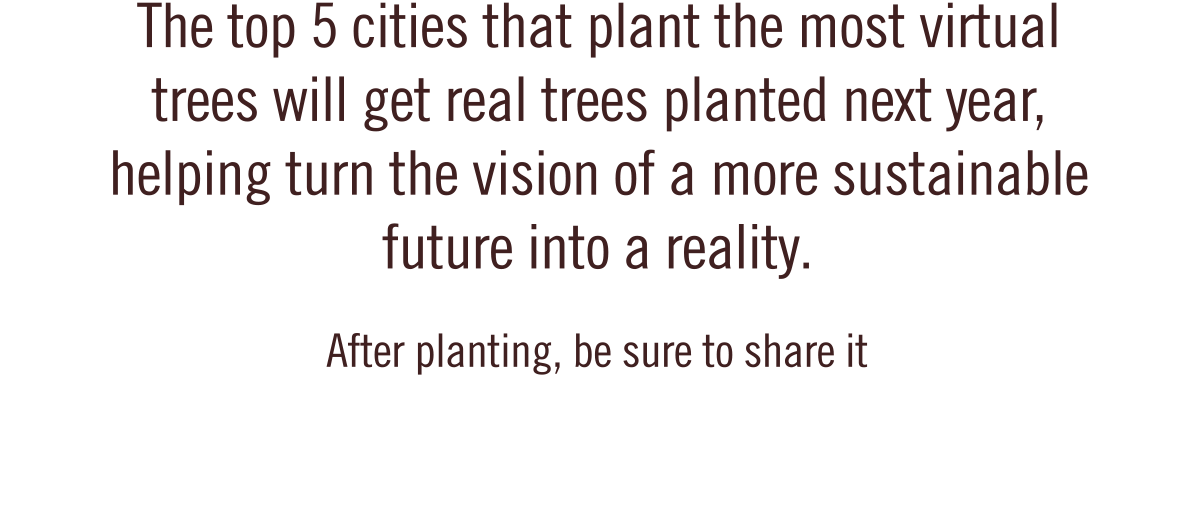 The top 5 cities that plant the most virtual
trees will get real trees planted next year,
helping turn the vision of a more sustainable
future into a reality.
After planting, be sure to share it